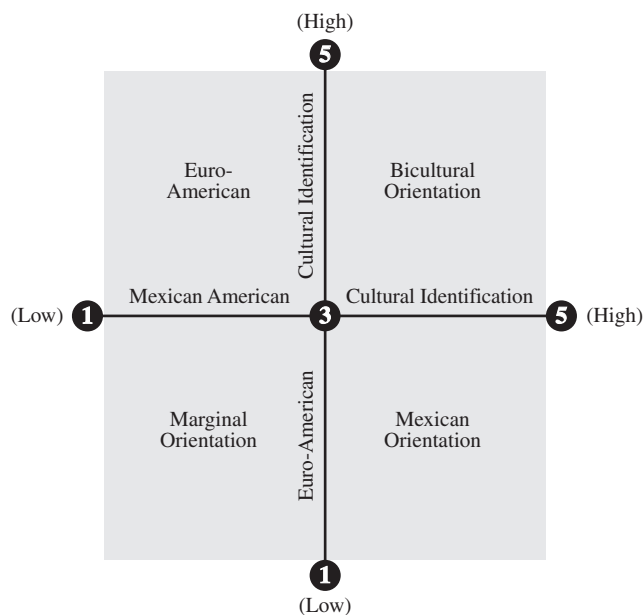 (High)
5
Cultural Identification
Euro-
American
Bicultural
Orientation
Mexican American
Cultural Identification
(Low)
1
3
5
(High)
Euro-American
Marginal
Orientation
Mexican
Orientation
1
(Low)